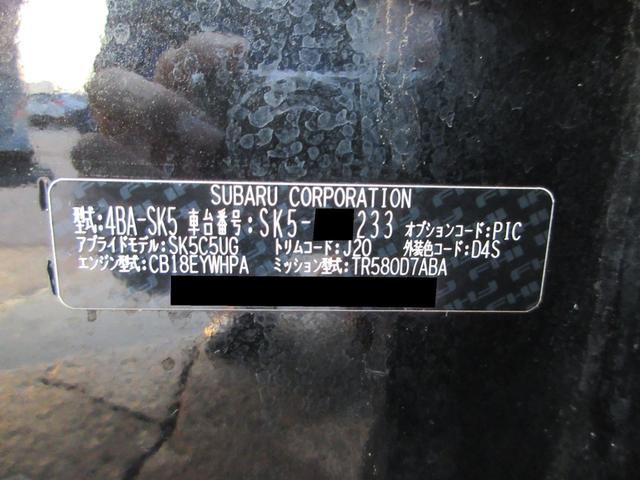 SUBARU CORPORATION
型式:4BA-SK5 車台番号:SK5- 233 オプションコード:PIC
アプライドモデル:SK5C5UG トリムコード:J20 外装色コード:D4S
エンジン型式:CB18EYWHPA ミッション型式:TR580D7ABA